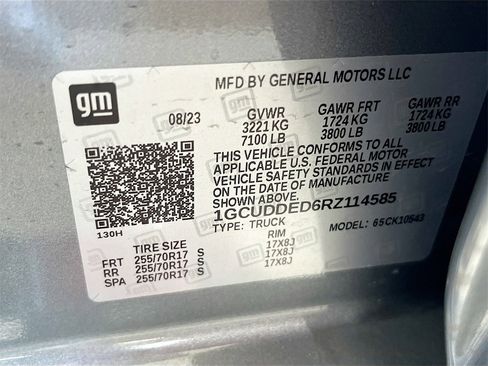 gm
MFD BY GENERAL MOTORS LLC
08/23 GVWR GAWR FRT GAWR RR
3221 KG 1724 KG 1724 KG
7100 LB 3800 LB 3800 LB
THIS VEHICLE CONFORMS TO ALL
APPLICABLE U.S. FEDERAL MOTOR
VEHICLE SAFETY STANDARDS IN
EFFECT ON THE DATE OF
MANUFACTURE SHOWN ABOVE.
1GCUDDED6RZ114585
TYPE: TRUCK MODEL: 65CK10543
130H
TIRE SIZE RIM
FRT 255/70R17 S 17X8J
RR 255/70R17 S 17X8J
SPA 255/70R17 S 17X8J